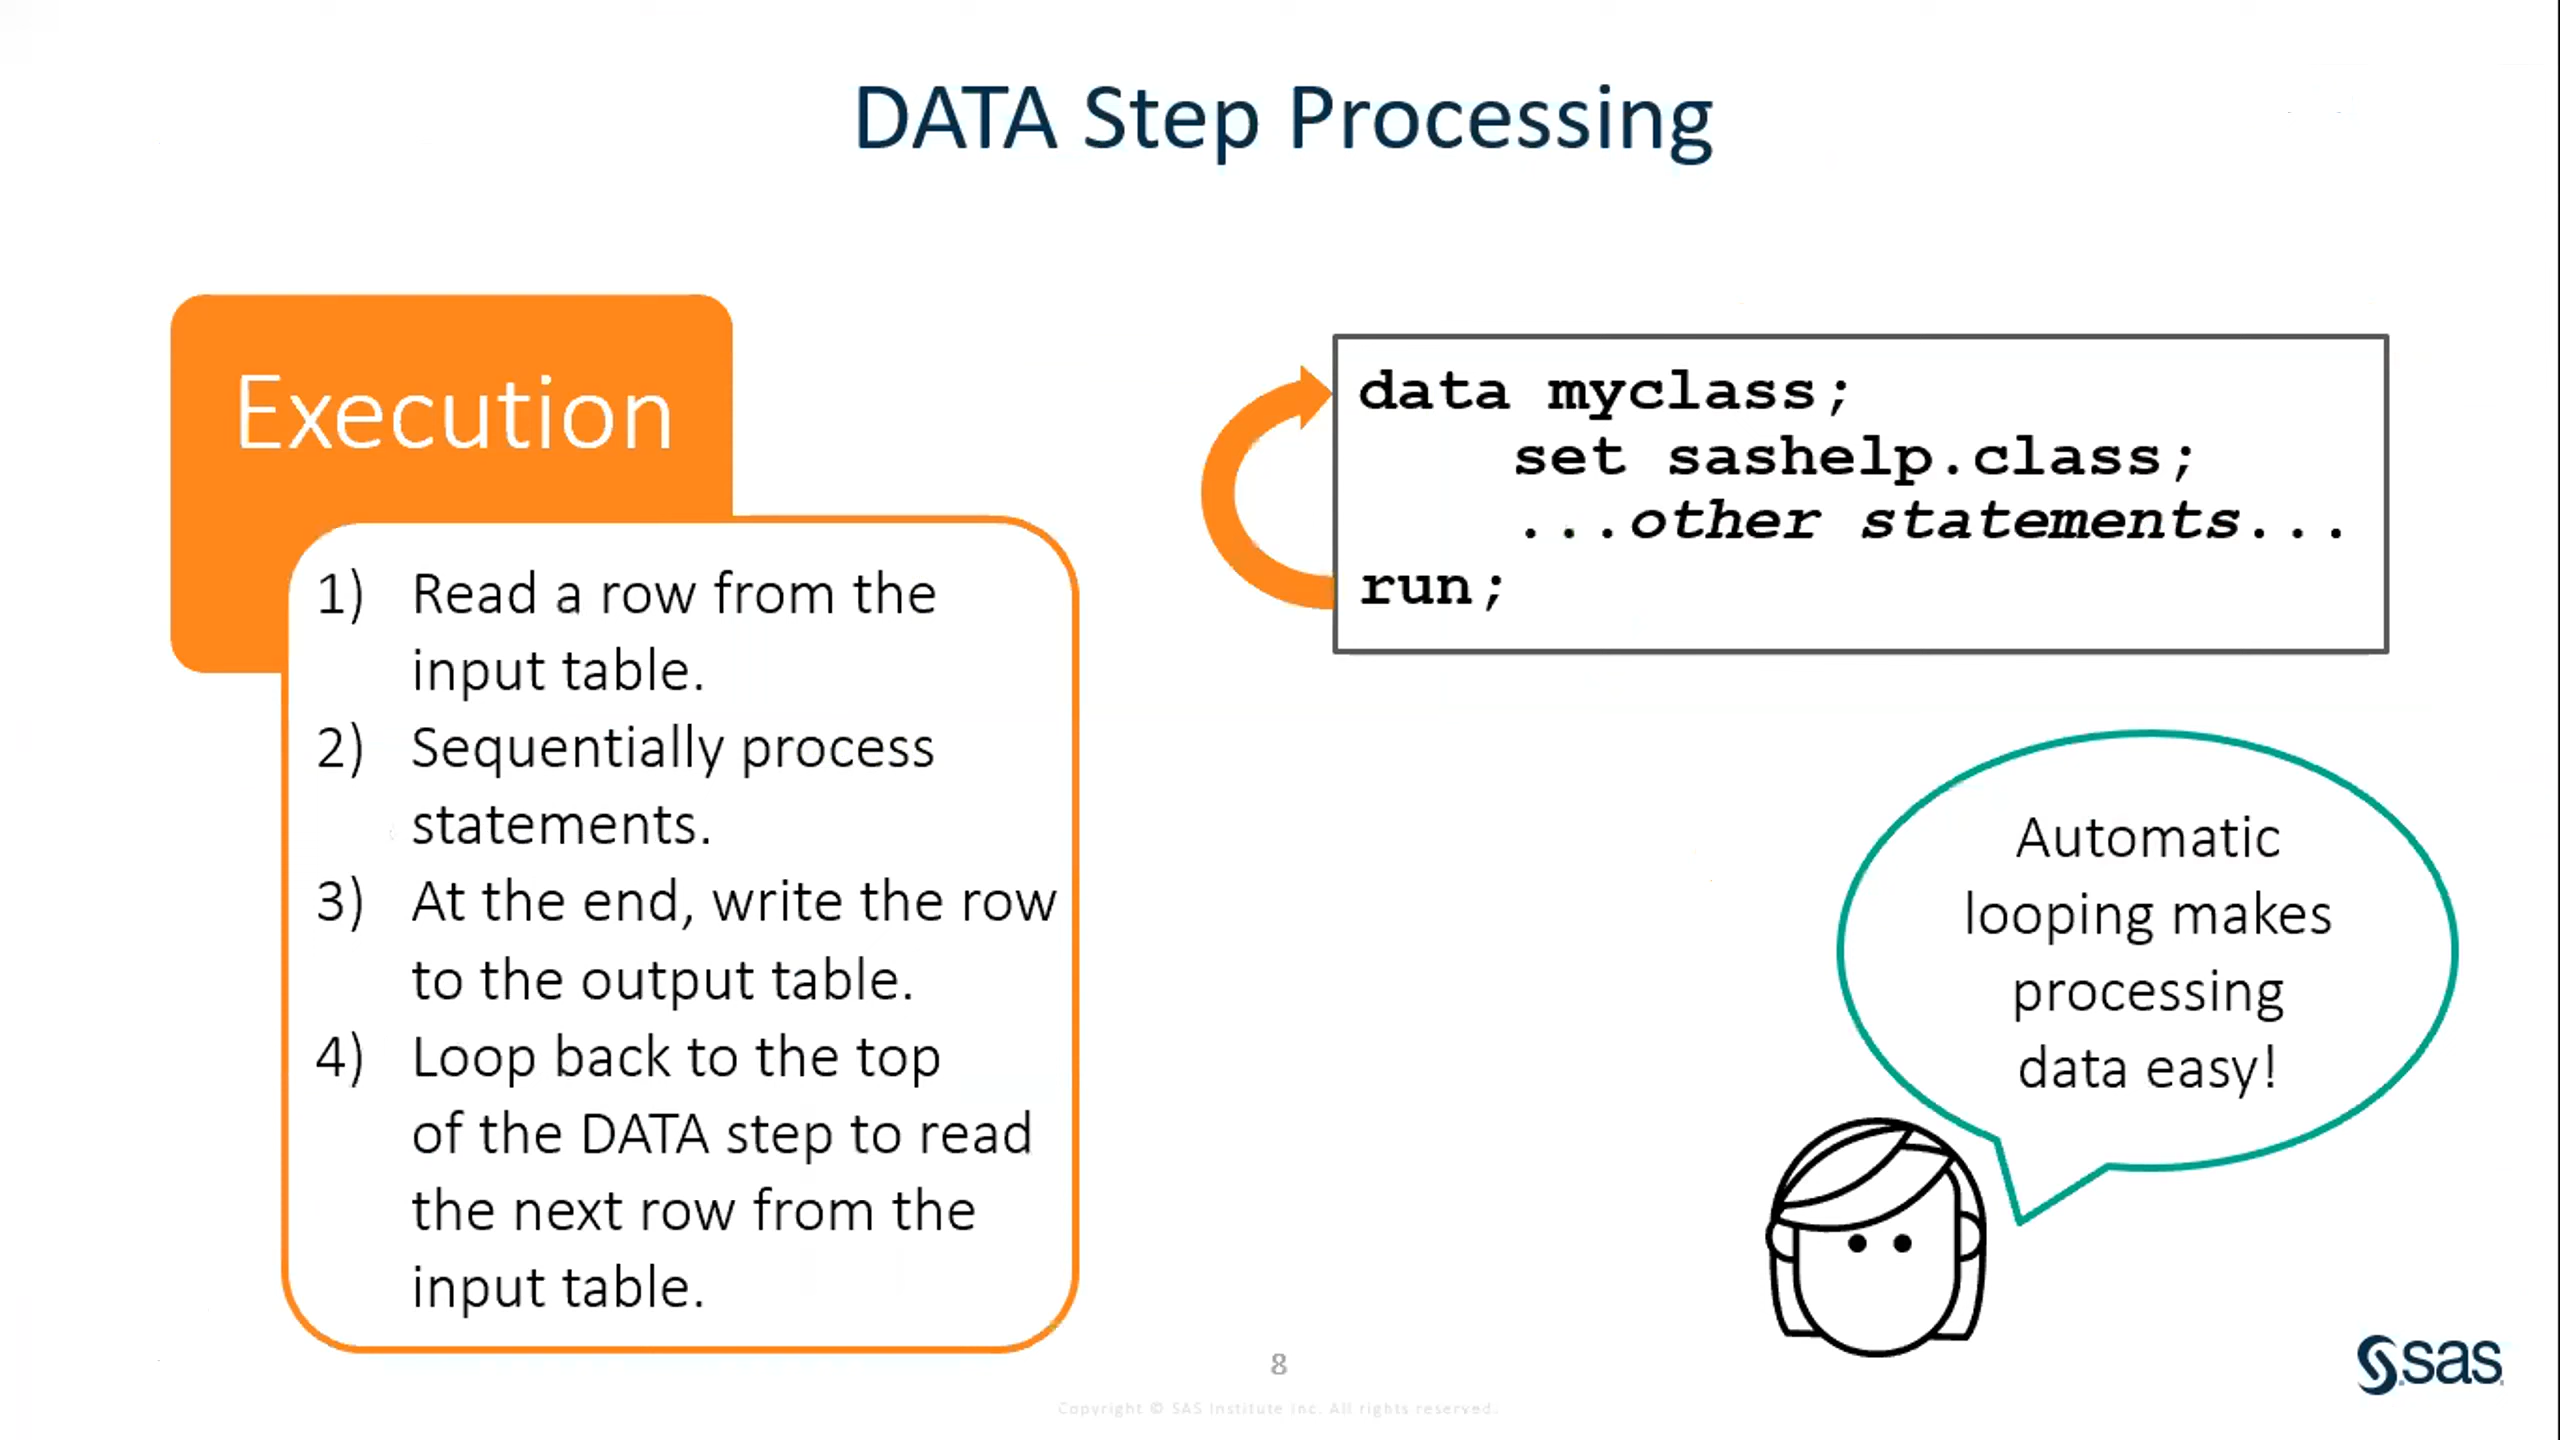 DATA Step Processing
Execution
1) Read a row from the
input table.
2) Sequentially process
statements.
3) At the end, write the row
to the output table.
4) Loop back to the top
of the DATA step to read
the next row from the
input table.
data myclass;
set sashelp.class;
...other statements...
run;
Automatic
looping makes
processing
data easy!
8
Copyright © SAS Institute Inc. All rights reserved.
sas